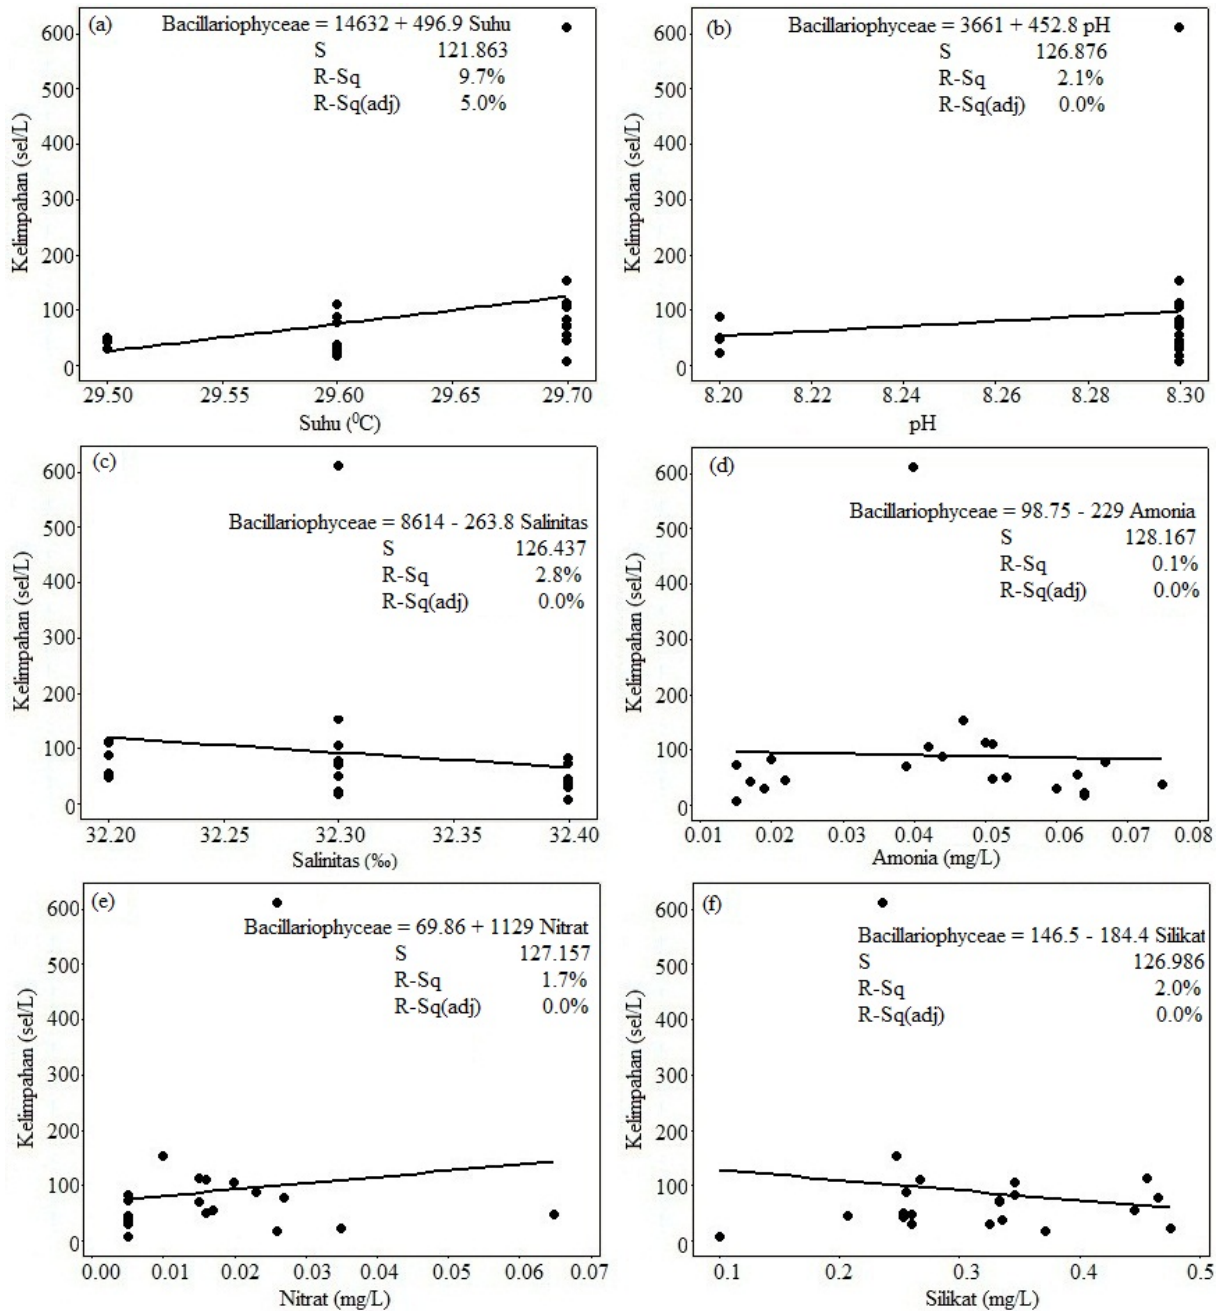 (a)
Bacillariophyceae = 14632 + 496.9 Suhu
S 121.863
R-Sq 9.7%
R-Sq(adj) 5.0%
Kelimpahan (sel/L)
600
500
400
300
200
100
0
29.50 29.55 29.60 29.65 29.70
Suhu (⁰C)
(b)
Bacillariophyceae = 3661 + 452.8 pH
S 126.876
R-Sq 2.1%
R-Sq(adj) 0.0%
Kelimpahan (sel/L)
600
500
400
300
200
100
0
8.20 8.22 8.24 8.26 8.28 8.30
pH
(c)
Bacillariophyceae = 8614 - 263.8 Salinitas
S 126.437
R-Sq 2.8%
R-Sq(adj) 0.0%
Kelimpahan (sel/L)
600
500
400
300
200
100
0
32.20 32.25 32.30 32.35 32.40
Salinitas (‰)
(d)
Bacillariophyceae = 98.75 - 229 Amonia
S 128.167
R-Sq 0.1%
R-Sq(adj) 0.0%
Kelimpahan (sel/L)
600
500
400
300
200
100
0
0.01 0.02 0.03 0.04 0.05 0.06 0.07 0.08
Amonia (mg/L)
(e)
Bacillariophyceae = 69.86 + 1129 Nitrat
S 127.157
R-Sq 1.7%
R-Sq(adj) 0.0%
Kelimpahan (sel/L)
600
500
400
300
200
100
0
0.00 0.01 0.02 0.03 0.04 0.05 0.06 0.07
Nitrat (mg/L)
(f)
Bacillariophyceae = 146.5 - 184.4 Silikat
S 126.986
R-Sq 2.0%
R-Sq(adj) 0.0%
Kelimpahan (sel/L)
600
500
400
300
200
100
0
0.1 0.2 0.3 0.4 0.5
Silikat (mg/L)